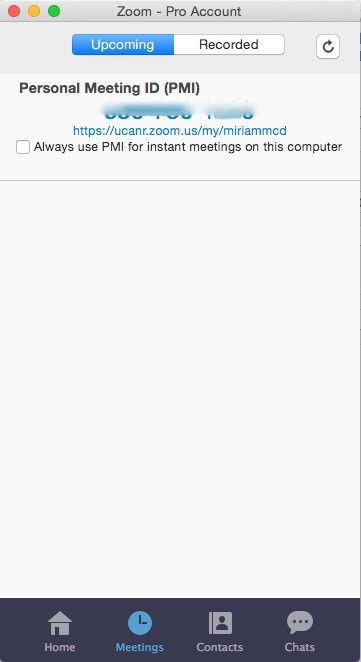 Zoom - Pro Account
Upcoming Recorded
Personal Meeting ID (PMI)
https://ucanr.zoom.us/my/miriammcd
Always use PMI for instant meetings on this computer
Home Meetings Contacts Chats